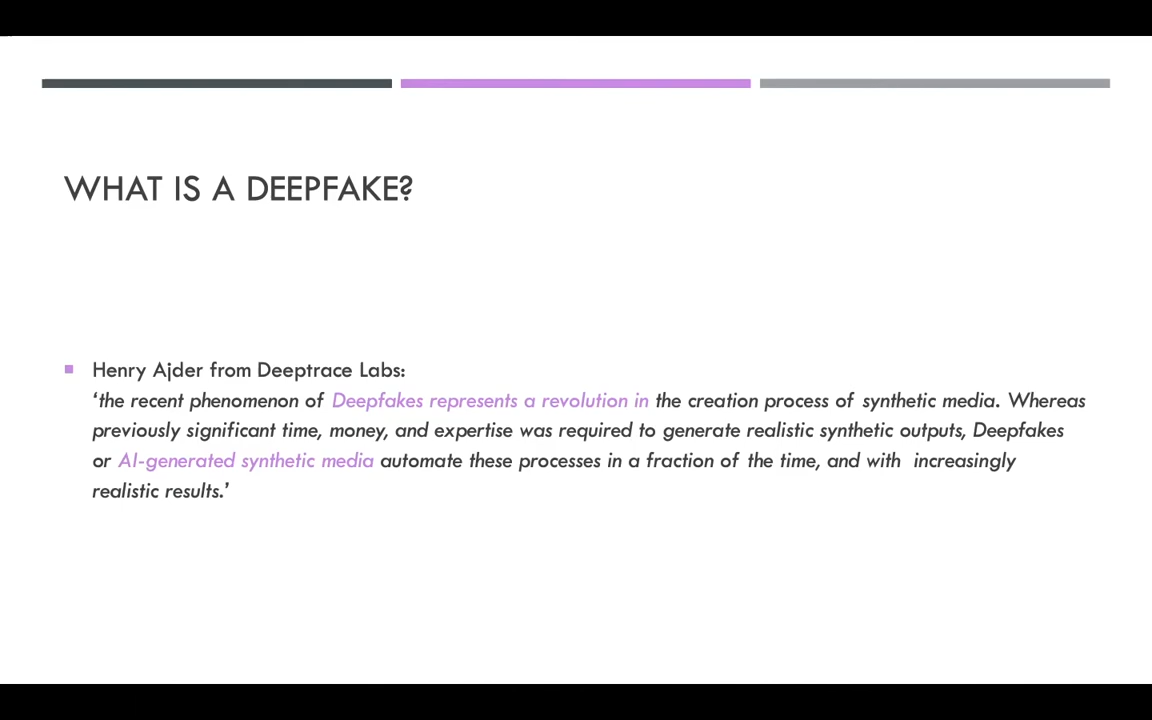 WHAT IS A DEEPFAKE?
Henry Ajder from Deeptrace Labs:
‘the recent phenomenon of Deepfakes represents a revolution in the creation process of synthetic media. Whereas
previously significant time, money, and expertise was required to generate realistic synthetic outputs, Deepfakes
or AI-generated synthetic media automate these processes in a fraction of the time, and with increasingly
realistic results.’